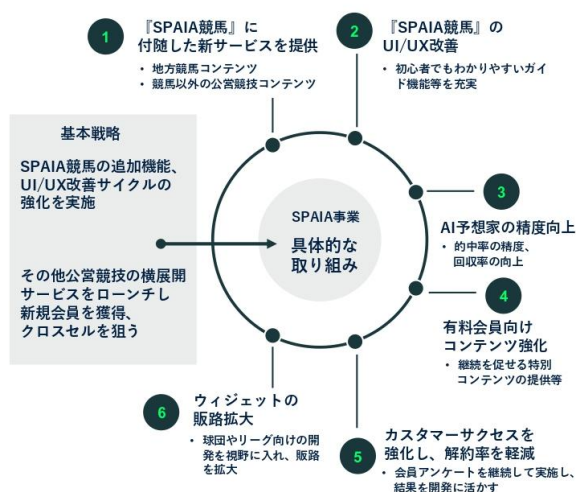 基本戦略
SPAIA競馬の追加機能、
UI/UX改善サイクルの
強化を実施
その他公営競技の横展開
サービスをローンチし
新規会員を獲得、
クロスセルを狙う
SPAIA事業
具体的な
取り組み
1
『SPAIA競馬』に
付随した新サービスを提供
• 地方競馬コンテンツ
• 競馬以外の公営競技コンテンツ
2
『SPAIA競馬』の
UI/UX改善
• 初心者でもわかりやすいガイ
ド機能等を充実
3
AI予想家の精度向上
• 的中率の精度、
回収率の向上
4
有料会員向け
コンテンツ強化
• 継続を促せる特別
コンテンツの提供等
5
カスタマーサクセスを
強化し、解約率を軽減
• 会員アンケートを継続して実施し、
結果を開発に活かす
6
ウィジェットの
販路拡大
• 球団やリーグ向けの開
発を視野に入れ、販路
を拡大